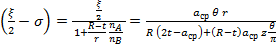 (ξ/2 − σ) = (ξ/2)/(1+((R−t)/r)(n_A/n_B)) = (a_cp θ r)/(R (2t−a_cp)+(R−t) a_cp z(θ/π))